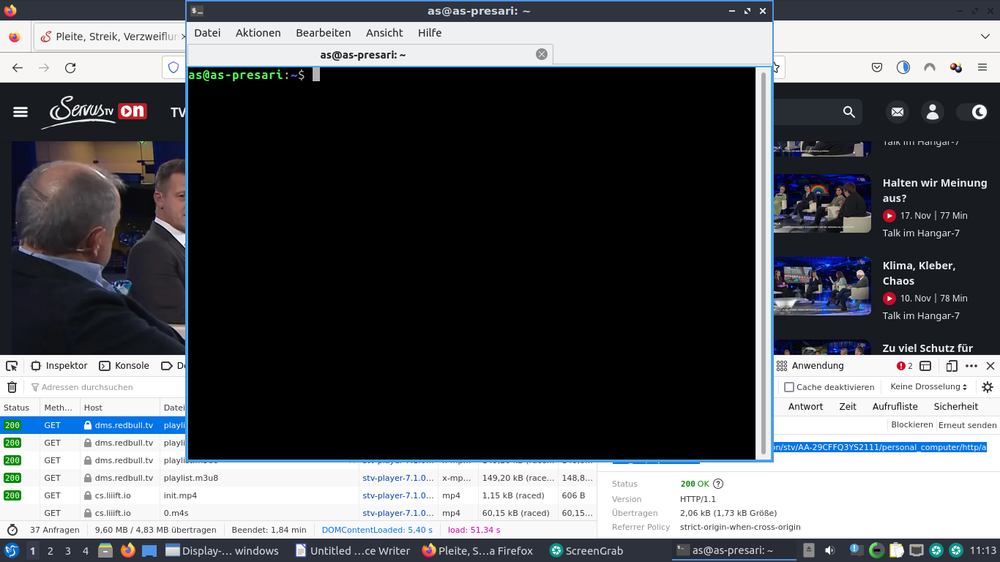 as@as-presari: ~
Datei Aktionen Bearbeiten Ansicht Hilfe
Pleite, Streik, Verzweiflun
as@as-presari: ~
as@as-presari:~$
ServusTV On
TV
Talk im Hangar-7
Halten wir Meinung
aus?
17. Nov | 77 Min
Talk im Hangar-7
Klima, Kleber,
Chaos
10. Nov | 78 Min
Talk im Hangar-7
Zu viel Schutz für
Inspektor Konsole Anwendung 2
Adressen durchsuchen Cache deaktivieren Keine Drosselung
Status Meth... Host Datei Antwort Zeit Aufrufliste Sicherheit
200 GET dms.redbull.tv playli Blockieren Erneut senden
200 GET dms.redbull.tv playli on/stv/AA-29CFFQ3YS2111/personal_computer/http/a
200 GET dms.redbull.tv
200 GET dms.redbull.tv playlist.m3u8 stv-player-7.1.0... x-mp... 149,20 kB (race... 148,8...
200 GET cs.liiift.io init.mp4 stv-player-7.1.0... mp4 1,15 kB (raced) 606 B
GET cs.liiift.io 0.m4s stv-player-7.1.0... mp4 60,15 kB (raced) 60,15...
Status 200 OK
Version HTTP/1.1
Übertragen 2,06 kB (1,73 kB Größe)
Referrer Policy strict-origin-when-cross-origin
37 Anfragen 9,60 MB / 4,83 MB übertragen Beendet: 1,84 min DOMContentLoaded: 5,40 s load: 51,34 s
1 2 3 4 Display-... windows Untitled ...ce Writer Pleite, S...a Firefox ScreenGrab as@as-presari: ~ 11:13